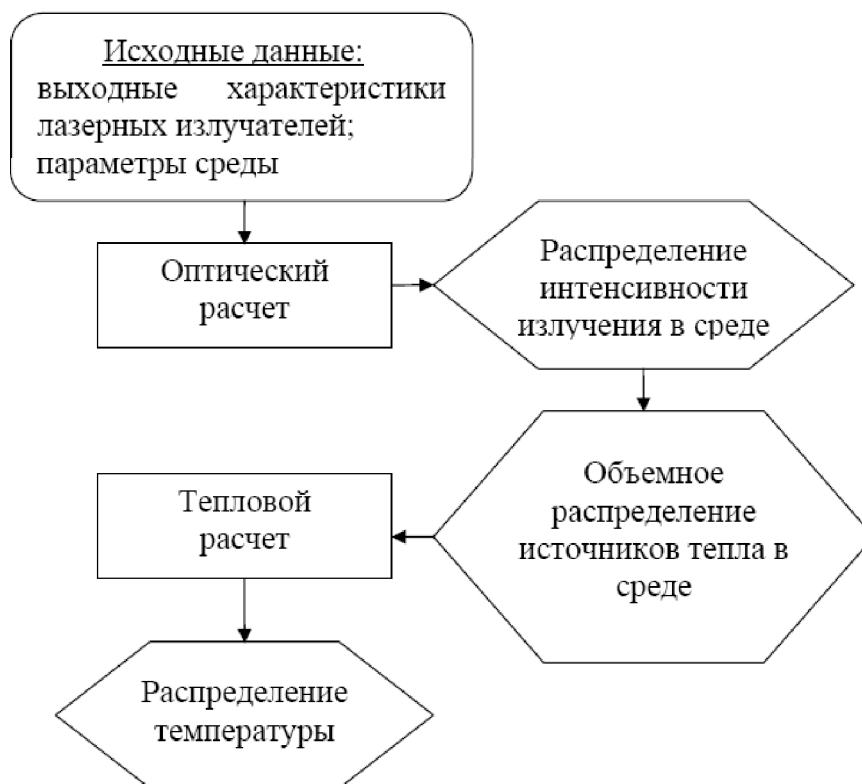 Исходные данные:
выходные характеристики
лазерных излучателей;
параметры среды
Оптический
расчет
Распределение
интенсивности
излучения в среде
Объемное
распределение
источников тепла в
среде
Тепловой
расчет
Распределение
температуры